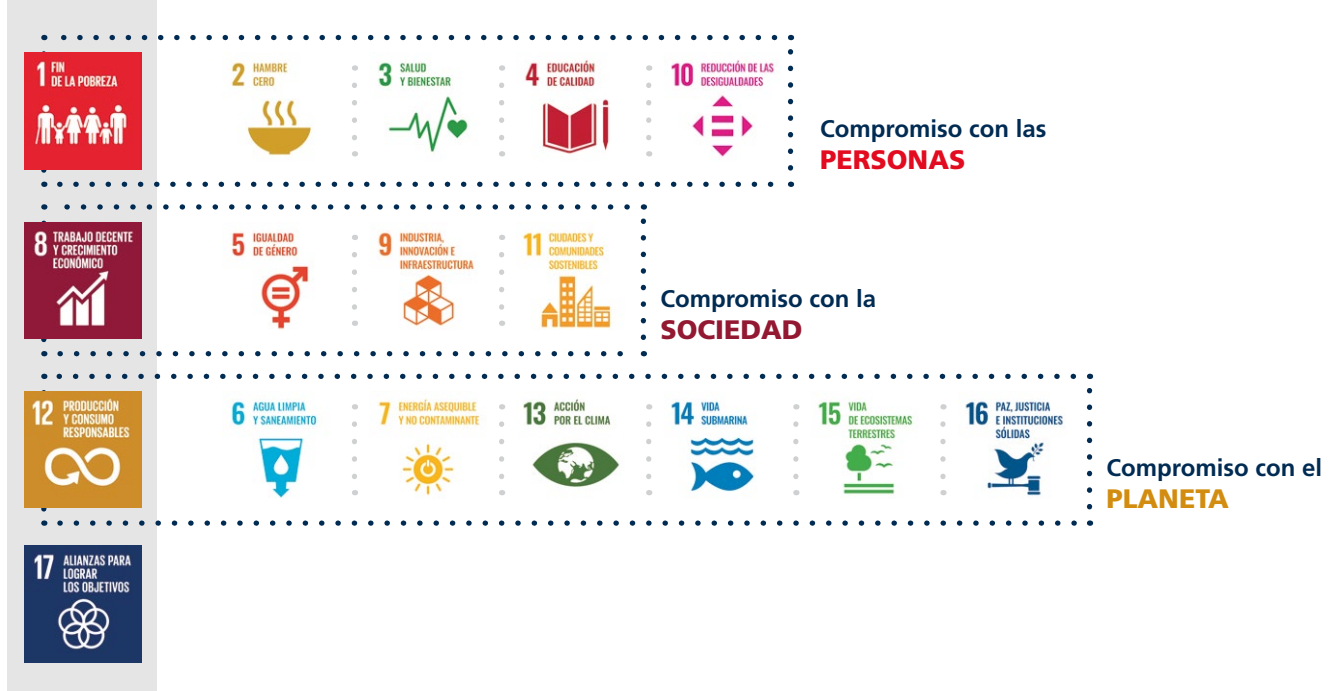 1 FIN
DE LA POBREZA
2 HAMBRE
CERO
3 SALUD
Y BIENESTAR
4 EDUCACIÓN
DE CALIDAD
10 REDUCCIÓN DE LAS
DESIGUALDADES
Compromiso con las
PERSONAS
8 TRABAJO DECENTE
Y CRECIMIENTO
ECONÓMICO
5 IGUALDAD
DE GÉNERO
9 INDUSTRIA,
INNOVACIÓN E
INFRAESTRUCTURA
11 CIUDADES Y
COMUNIDADES
SOSTENIBLES
Compromiso con la
SOCIEDAD
12 PRODUCCIÓN
Y CONSUMO
RESPONSABLES
6 AGUA LIMPIA
Y SANEAMIENTO
7 ENERGÍA ASEQUIBLE
Y NO CONTAMINANTE
13 ACCIÓN
POR EL CLIMA
14 VIDA
SUBMARINA
15 VIDA
DE ECOSISTEMAS
TERRESTRES
16 PAZ, JUSTICIA
E INSTITUCIONES
SÓLIDAS
Compromiso con el
PLANETA
17 ALIANZAS PARA
LOGRAR
LOS OBJETIVOS